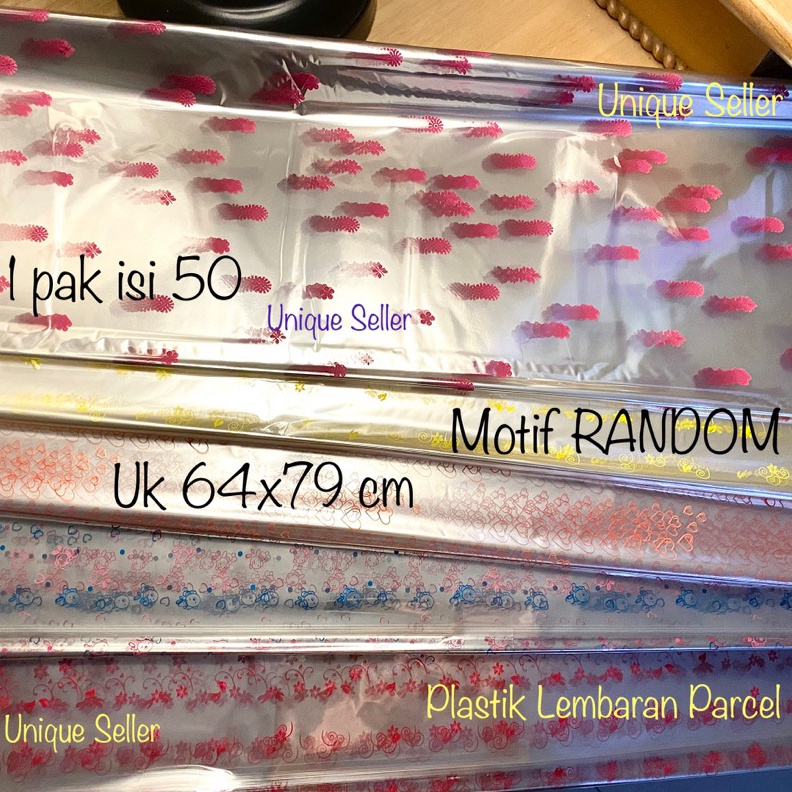 Unique Seller
1 pak isi 50
Unique Seller
Motif RANDOM
Uk 64x79 cm
Plastik Lembaran Parcel
Unique Seller